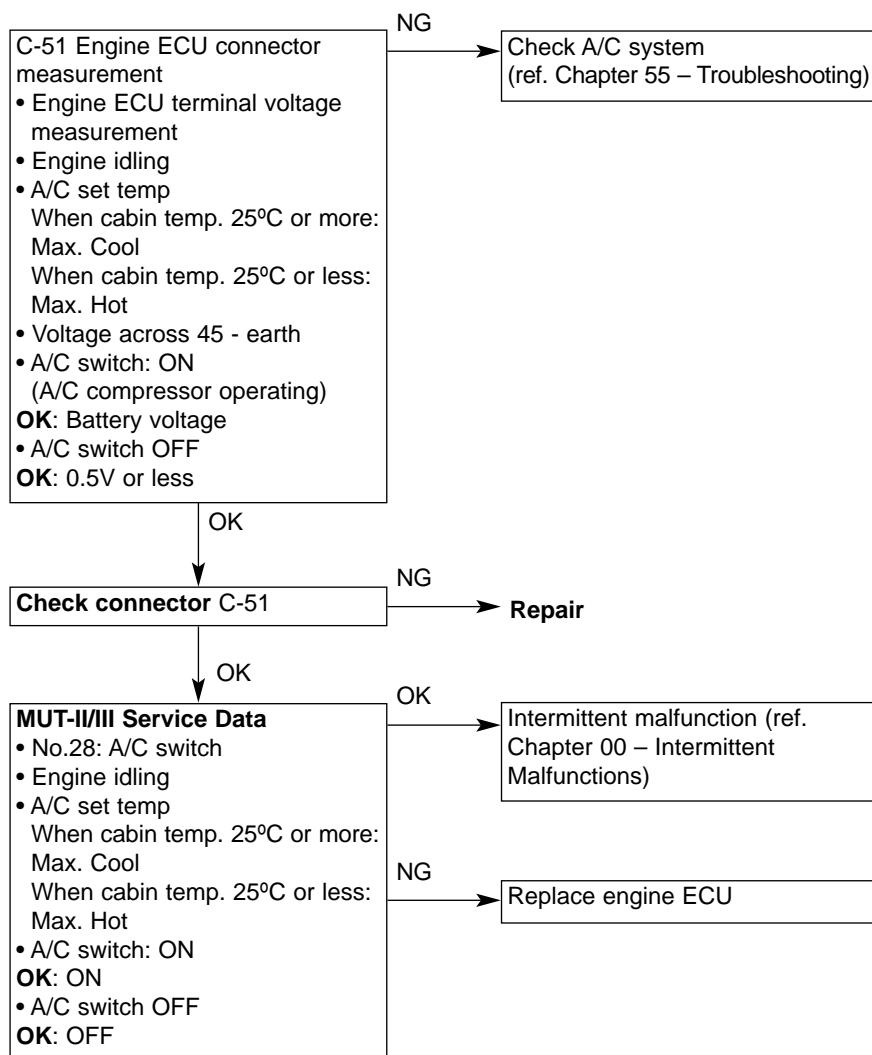 C-51 Engine ECU connector
measurement
• Engine ECU terminal voltage
measurement
• Engine idling
• A/C set temp
When cabin temp. 25ºC or more:
Max. Cool
When cabin temp. 25ºC or less:
Max. Hot
• Voltage across 45 - earth
• A/C switch: ON
(A/C compressor operating)
OK: Battery voltage
• A/C switch OFF
OK: 0.5V or less
NG
Check A/C system
(ref. Chapter 55 – Troubleshooting)
OK
Check connector C-51
NG
Repair
OK
MUT-II/III Service Data
• No.28: A/C switch
• Engine idling
• A/C set temp
When cabin temp. 25ºC or more:
Max. Cool
When cabin temp. 25ºC or less:
Max. Hot
• A/C switch: ON
OK: ON
• A/C switch OFF
OK: OFF
OK
Intermittent malfunction (ref.
Chapter 00 – Intermittent
Malfunctions)
NG
Replace engine ECU